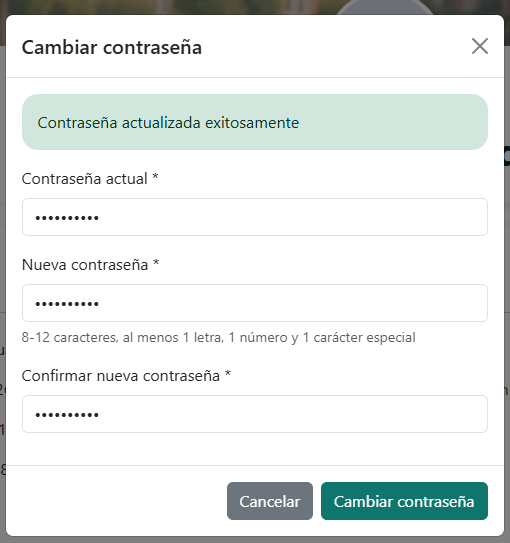 Cambiar contraseña
Contraseña actualizada exitosamente
Contraseña actual *
••••••••••
Nueva contraseña *
••••••••••
8-12 caracteres, al menos 1 letra, 1 número y 1 carácter especial
Confirmar nueva contraseña *
••••••••••
Cancelar
Cambiar contraseña